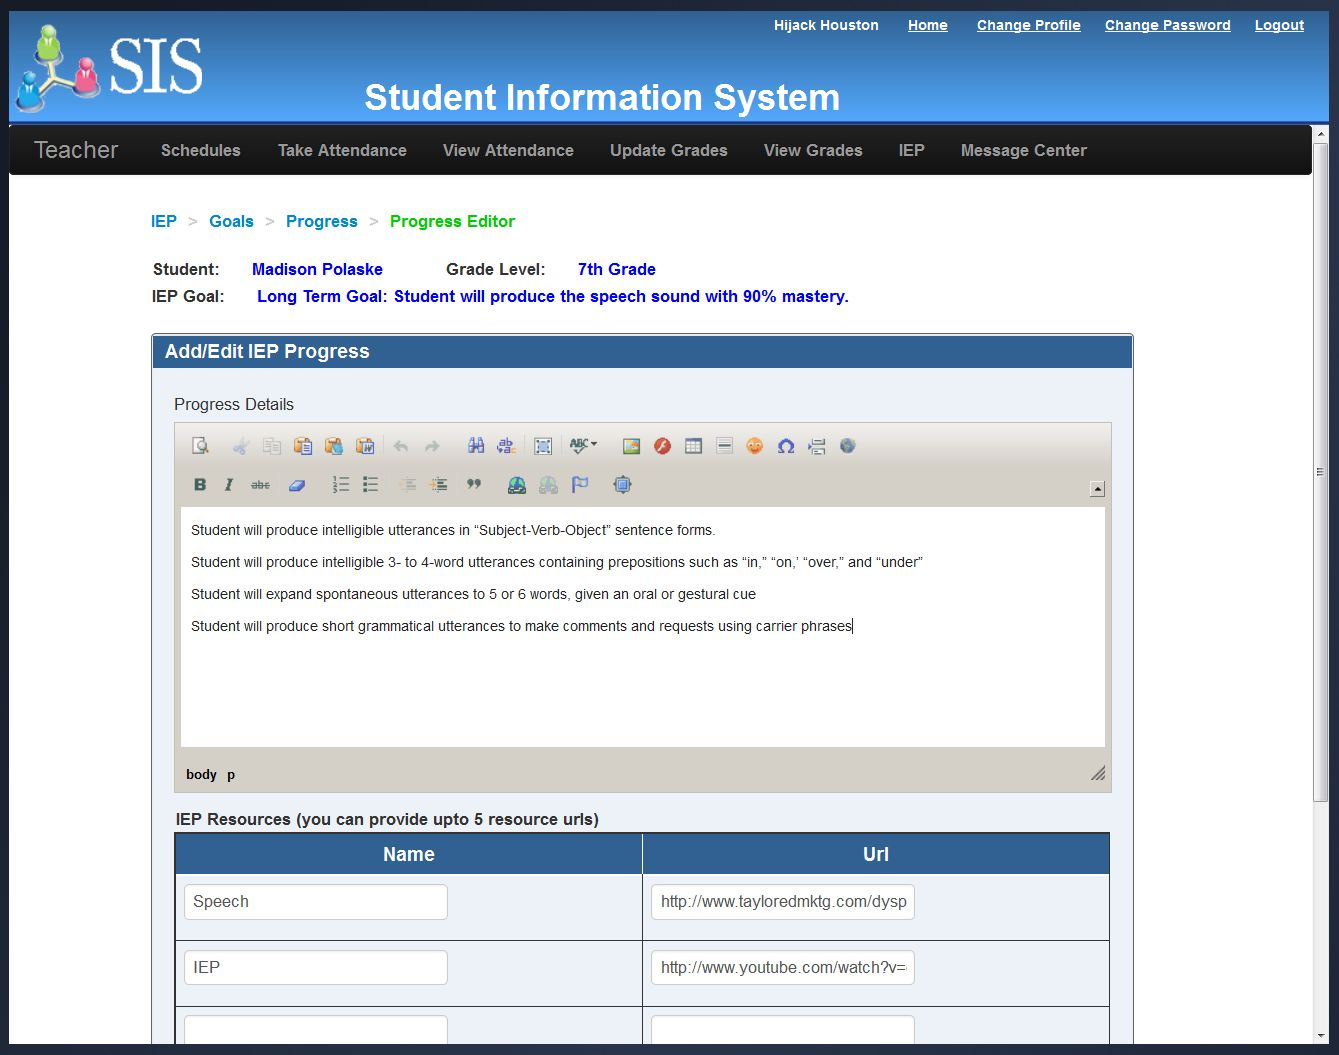 Hijack Houston Home Change Profile Change Password Logout
SIS
Student Information System
Teacher Schedules Take Attendance View Attendance Update Grades View Grades IEP Message Center
IEP > Goals > Progress > Progress Editor
Student: Madison Polaske Grade Level: 7th Grade
IEP Goal: Long Term Goal: Student will produce the speech sound with 90% mastery.
Add/Edit IEP Progress
Progress Details
ABC
B I abc
Student will produce intelligible utterances in “Subject-Verb-Object” sentence forms.
Student will produce intelligible 3- to 4-word utterances containing prepositions such as “in,” “on,’ “over,” and “under”
Student will expand spontaneous utterances to 5 or 6 words, given an oral or gestural cue
Student will produce short grammatical utterances to make comments and requests using carrier phrases
body p
IEP Resources (you can provide upto 5 resource urls)
Name Url
Speech http://www.tayloredmktg.com/dysp
IEP http://www.youtube.com/watch?v=